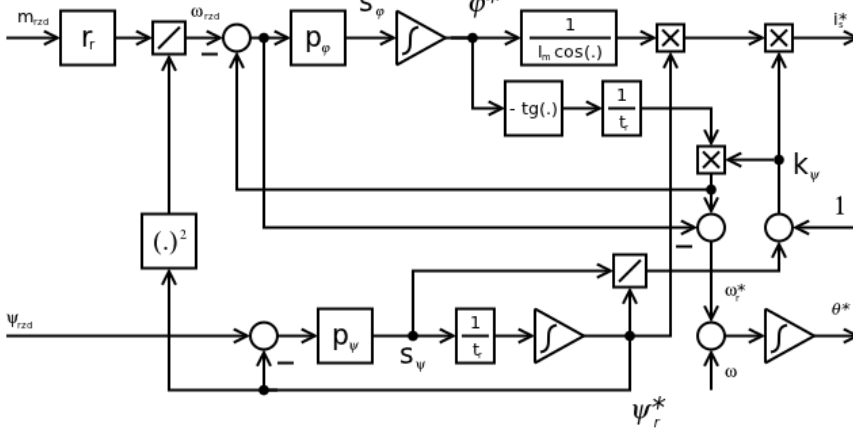 m_rzd
r_r
ω_rzd
p_φ
s_φ
∫
φ*
1
l_m cos(.)
i_s*
- tg(.)
1
t_r
k_ψ
1
(.)²
ψ_rzd
p_ψ
s_ψ
1
t_r
∫
ω_r*
ω
∫
θ*
ψ_r*